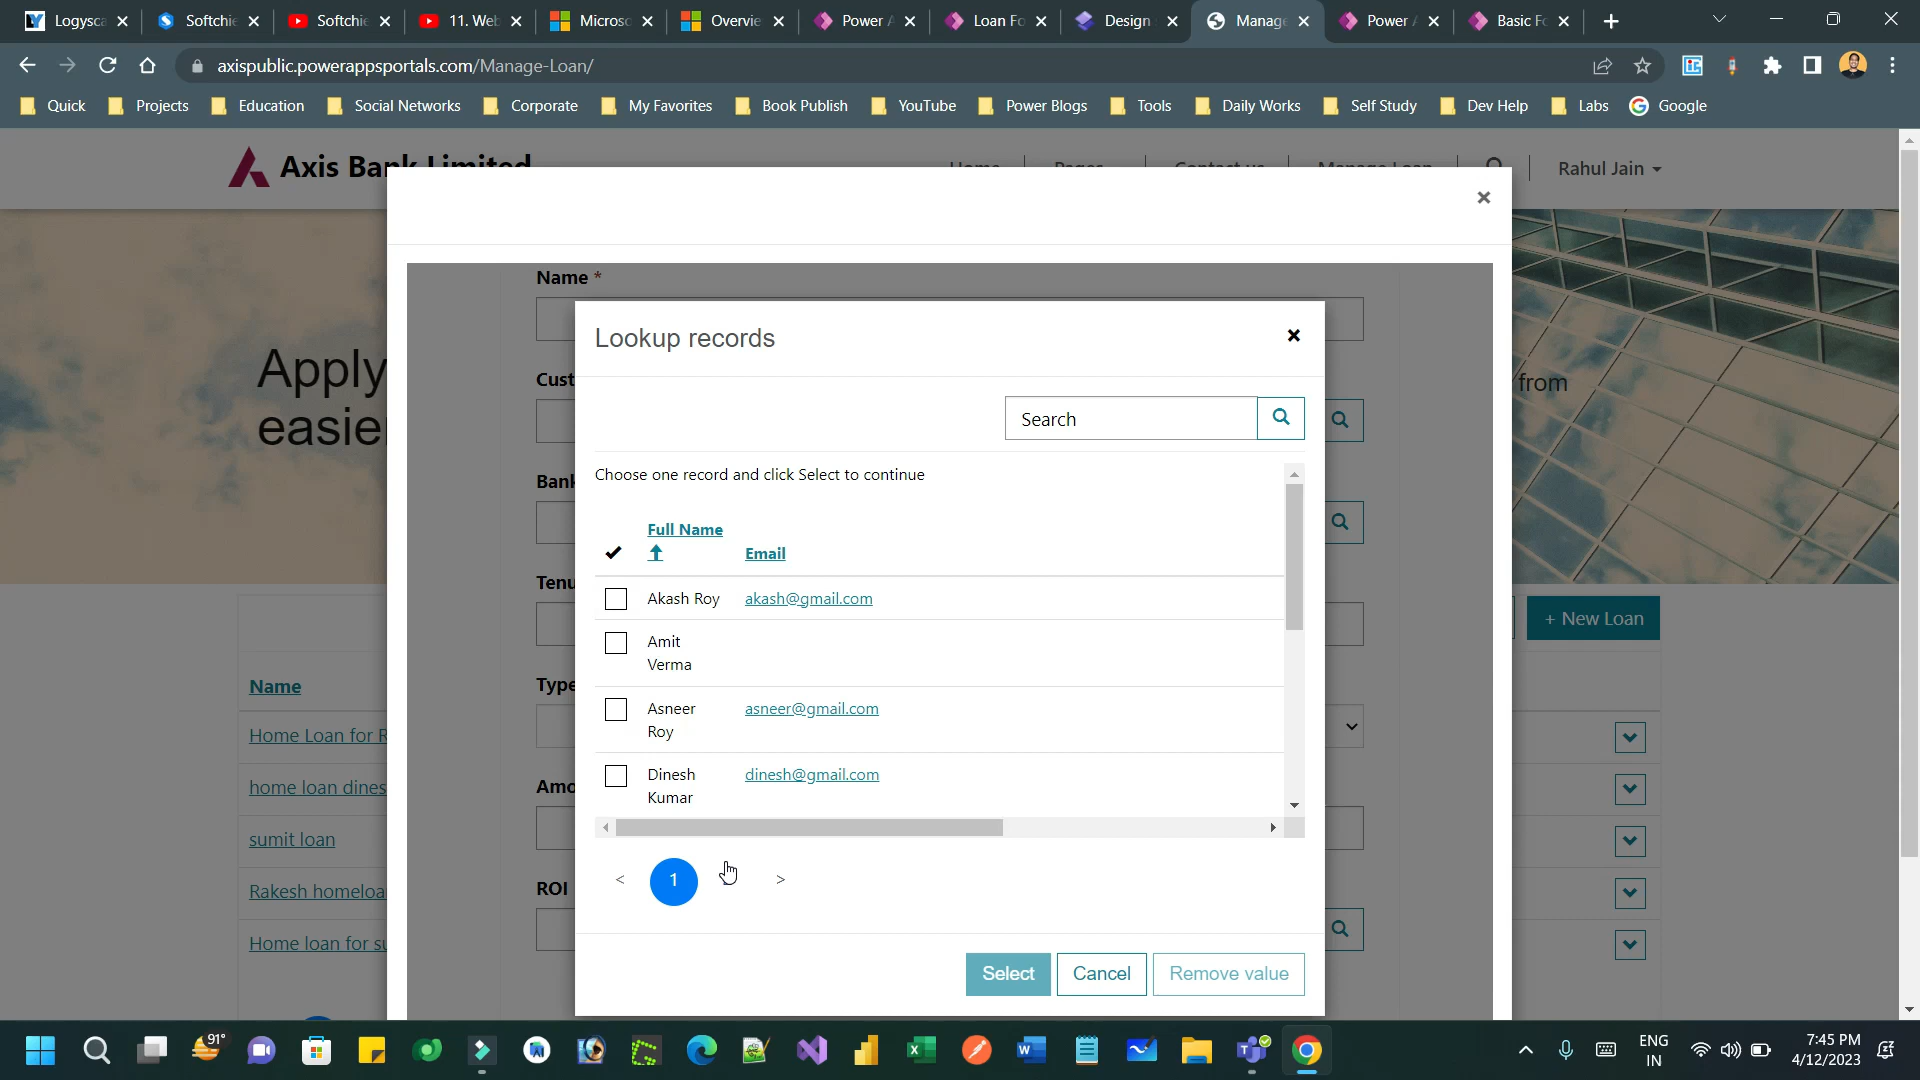 Logysca
Softchie
Softchie
11. Web
Microso
Overvie
Power A
Loan Fo
Design
Manage
Power A
Basic Fo
axispublic.powerappsportals.com/Manage-Loan/
Quick
Projects
Education
Social Networks
Corporate
My Favorites
Book Publish
YouTube
Power Blogs
Tools
Daily Works
Self Study
Dev Help
Labs
Google
Axis Bank Limited
Home
Pages
Contact us
Manage Loan
Rahul Jain
Apply
easier
from
+ New Loan
Name
Home Loan for R
home loan dines
sumit loan
Rakesh homeloa
Home loan for su
Name *
Cust
Bank
Tenu
Type
Amo
ROI
Lookup records
Search
Choose one record and click Select to continue
Full Name
Email
Akash Roy akash@gmail.com
Amit
Verma
Asneer asneer@gmail.com
Roy
Dinesh dinesh@gmail.com
Kumar
< 1 >
Select Cancel Remove value
91°
ENG
IN
7:45 PM
4/12/2023